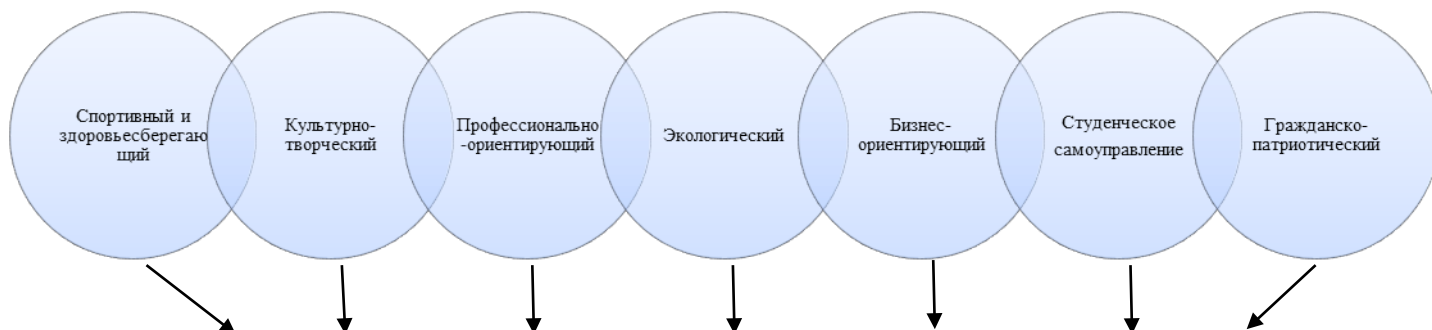 Спортивный и
здоровьесберегаю
щий
Культурно-
творческий
Профессионально
-ориентирующий
Экологический
Бизнес-
ориентирующий
Студенческое
самоуправление
Гражданско-
патриотический